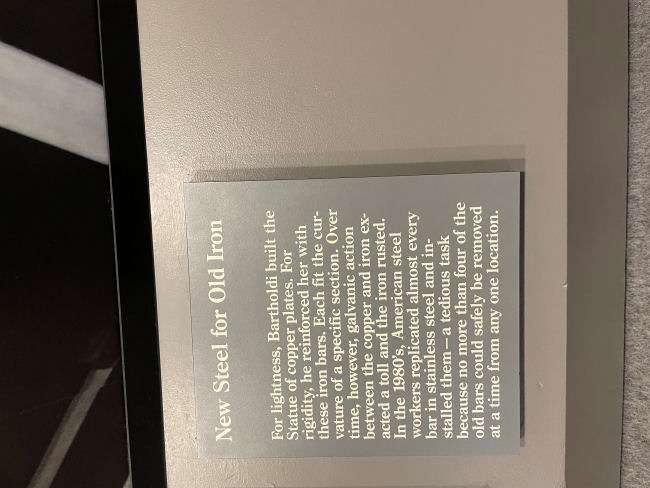 New Steel for Old Iron
For lightness, Bartholdi built the
Statue of copper plates. For
rigidity, he reinforced her with
these iron bars. Each fit the cur-
vature of a specific section. Over
time, however, galvanic action
between the copper and iron ex-
acted a toll and the iron rusted.
In the 1980's, American steel
workers replicated almost every
bar in stainless steel and in-
stalled them—a tedious task
because no more than four of the
old bars could safely be removed
at a time from any one location.